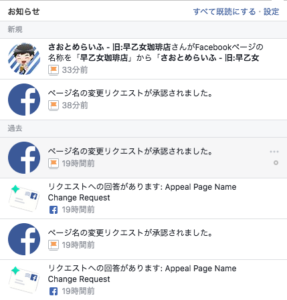 お知らせ すべて既読にする・設定
新規
さおとめらいふ - 旧:早乙女珈琲店さんがFacebookページの
名称を「早乙女珈琲店」から「さおとめらいふ - 旧:早乙女
33分前
ページ名の変更リクエストが承認されました。
38分前
過去
ページ名の変更リクエストが承認されました。
19時間前
リクエストへの回答があります: Appeal Page Name
Change Request
19時間前
ページ名の変更リクエストが承認されました。
19時間前
リクエストへの回答があります: Appeal Page Name
Change Request
19時間前